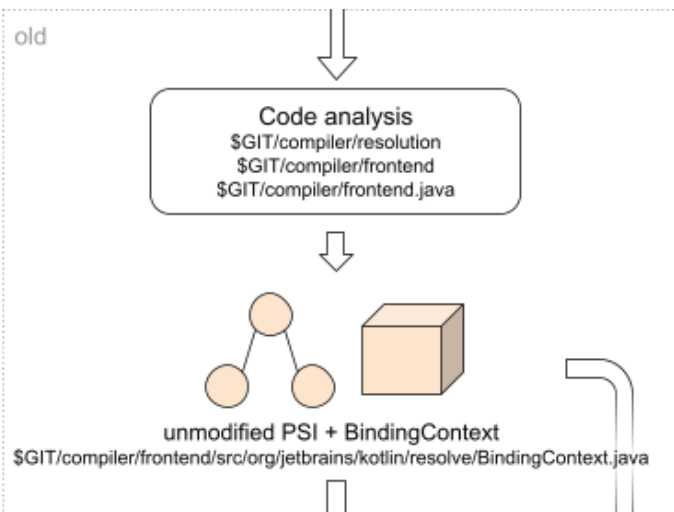 old
Code analysis
$GIT/compiler/resolution
$GIT/compiler/frontend
$GIT/compiler/frontend.java
unmodified PSI + BindingContext
$GIT/compiler/frontend/src/org/jetbrains/kotlin/resolve/BindingContext.java